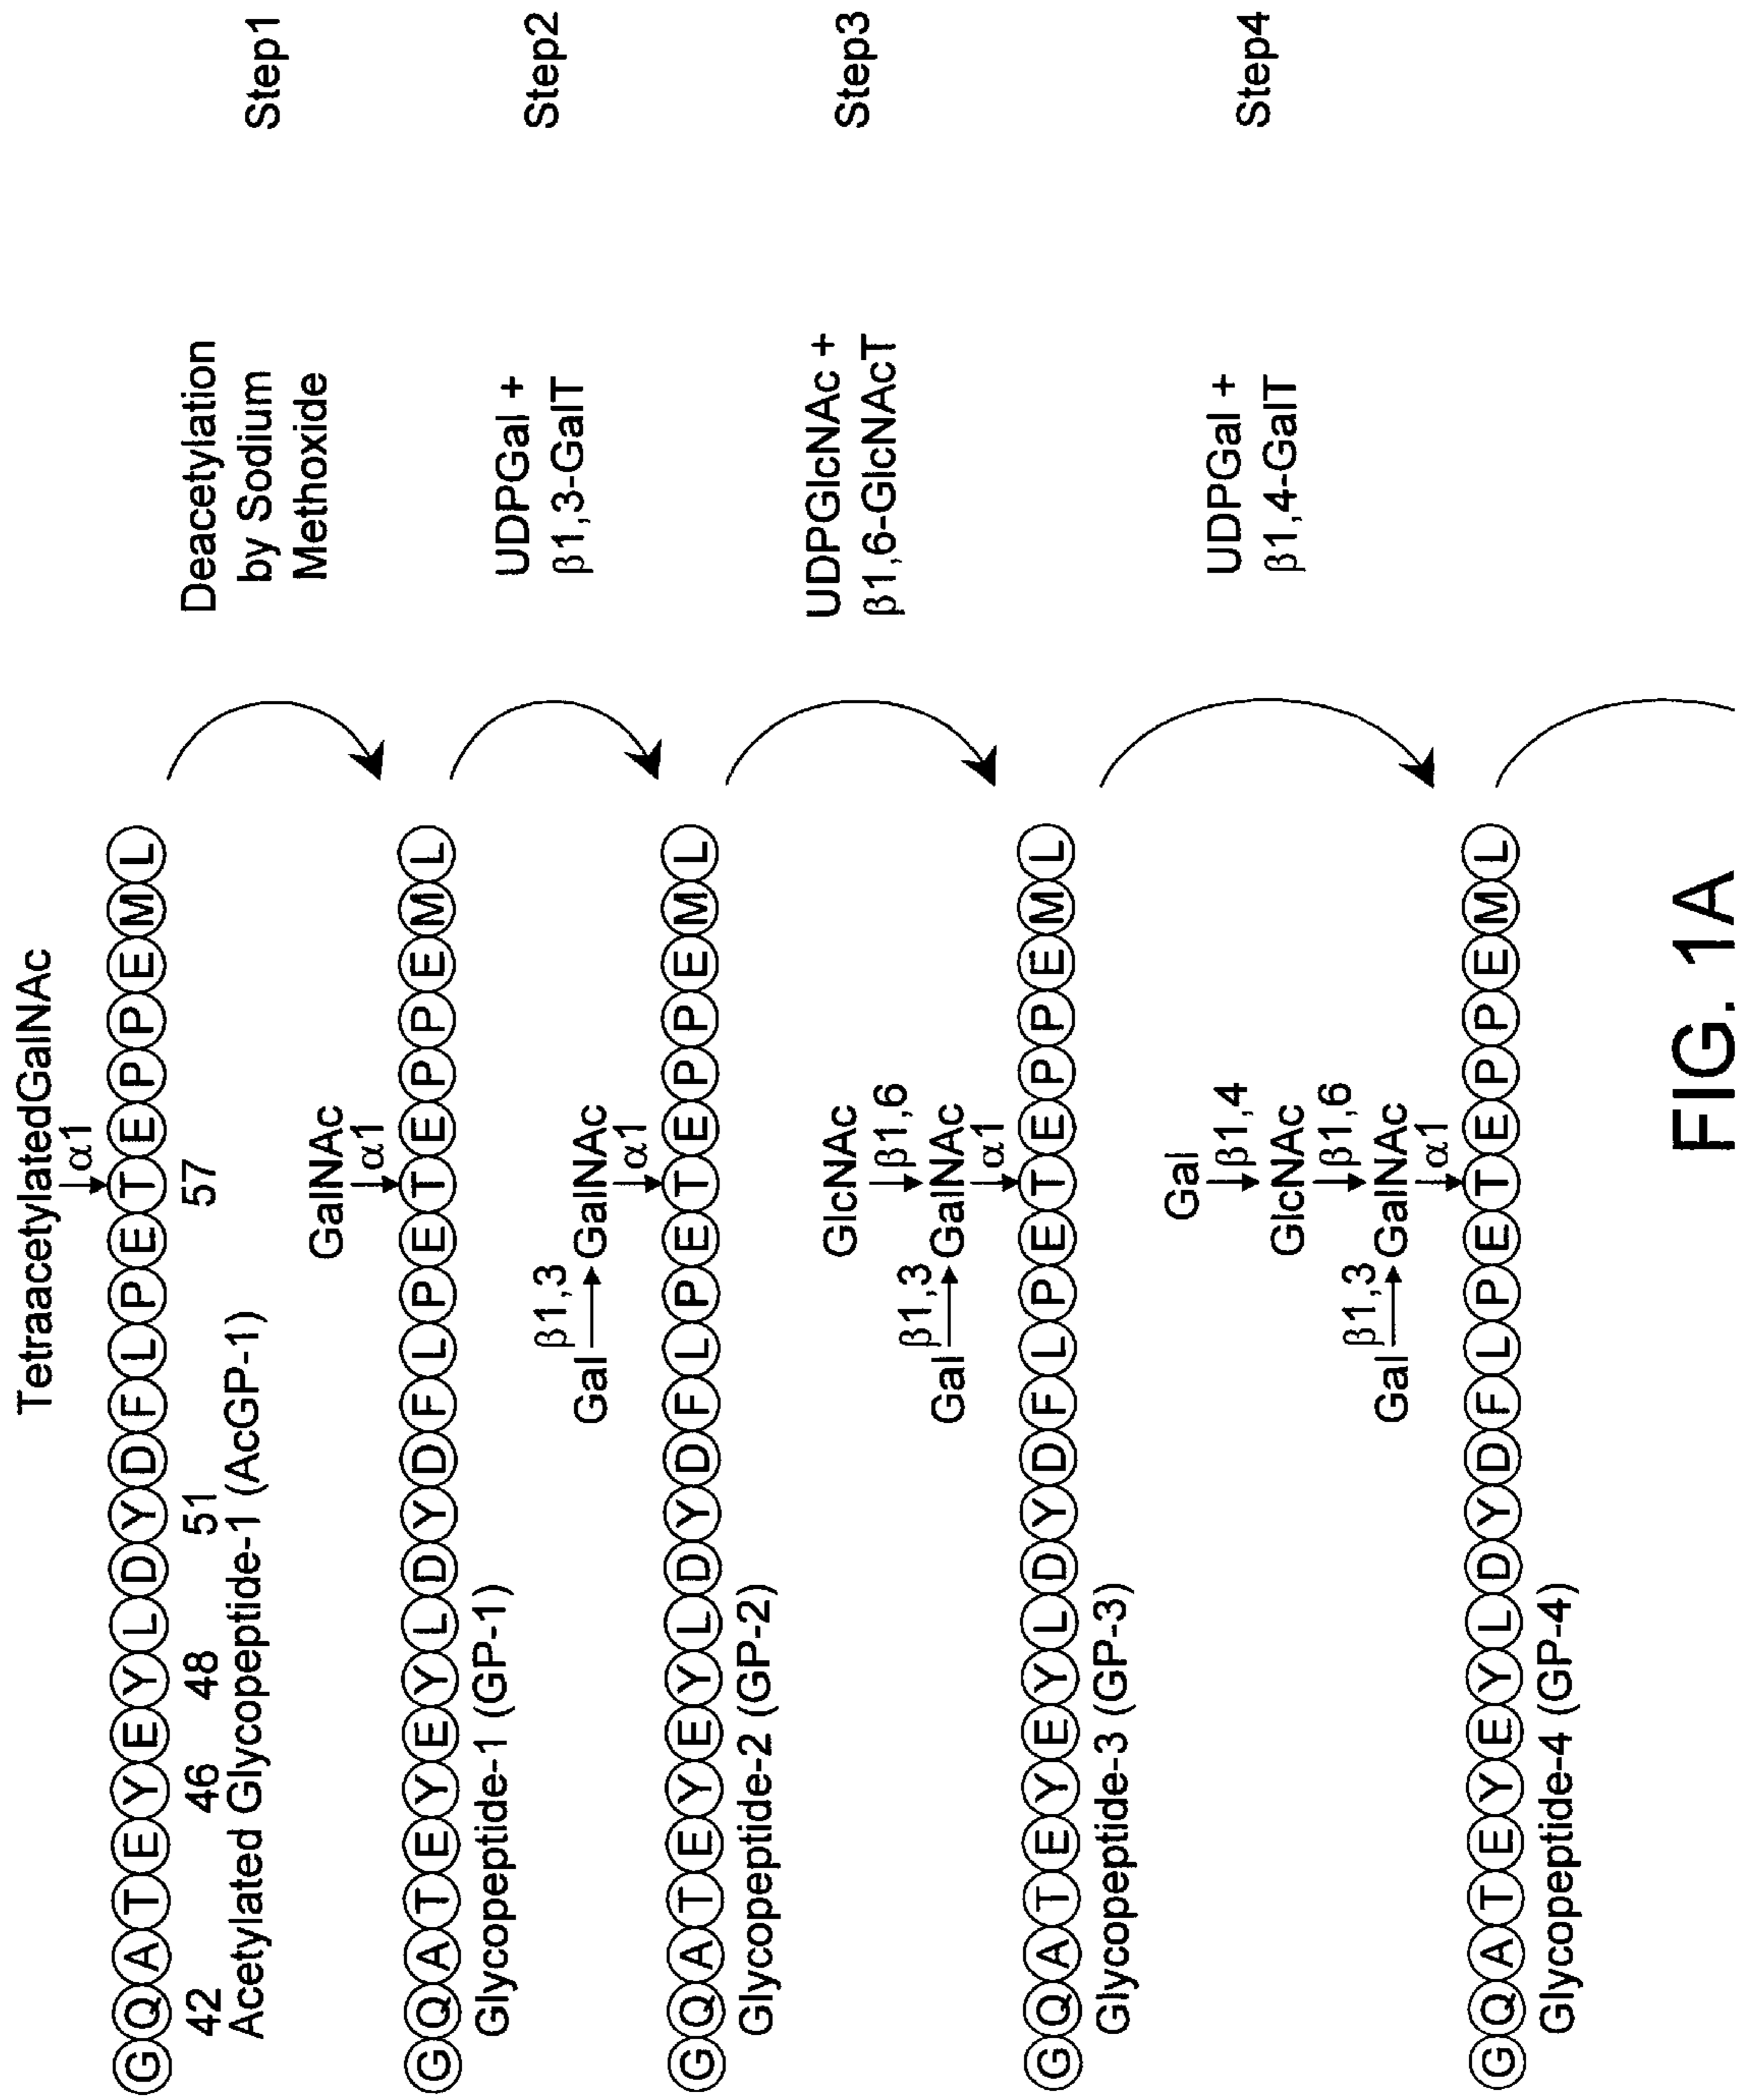 TetraacetylatedGalNAc
α1
GQATEYEYLDYDFLPETEPPEML
42 46 48 51 57
Acetylated Glycopeptide-1 (AcGP-1)
Deacetylation
by Sodium
Methoxide
Step1
GalNAc
α1
GQATEYEYLDYDFLPETEPPEML
Glycopeptide-1 (GP-1)
UDPGal +
β1,3-GalT
Step2
β1,3
Gal GalNAc
α1
GQATEYEYLDYDFLPETEPPEML
Glycopeptide-2 (GP-2)
UDPGlcNAc +
β1,6-GlcNAcT
Step3
GlcNAc
β1,6
β1,3
Gal GalNAc
α1
GQATEYEYLDYDFLPETEPPEML
Glycopeptide-3 (GP-3)
UDPGal +
β1,4-GalT
Step4
Gal
β1,4
GlcNAc
β1,6
β1,3
Gal GalNAc
α1
GQATEYEYLDYDFLPETEPPEML
Glycopeptide-4 (GP-4)
FIG. 1A